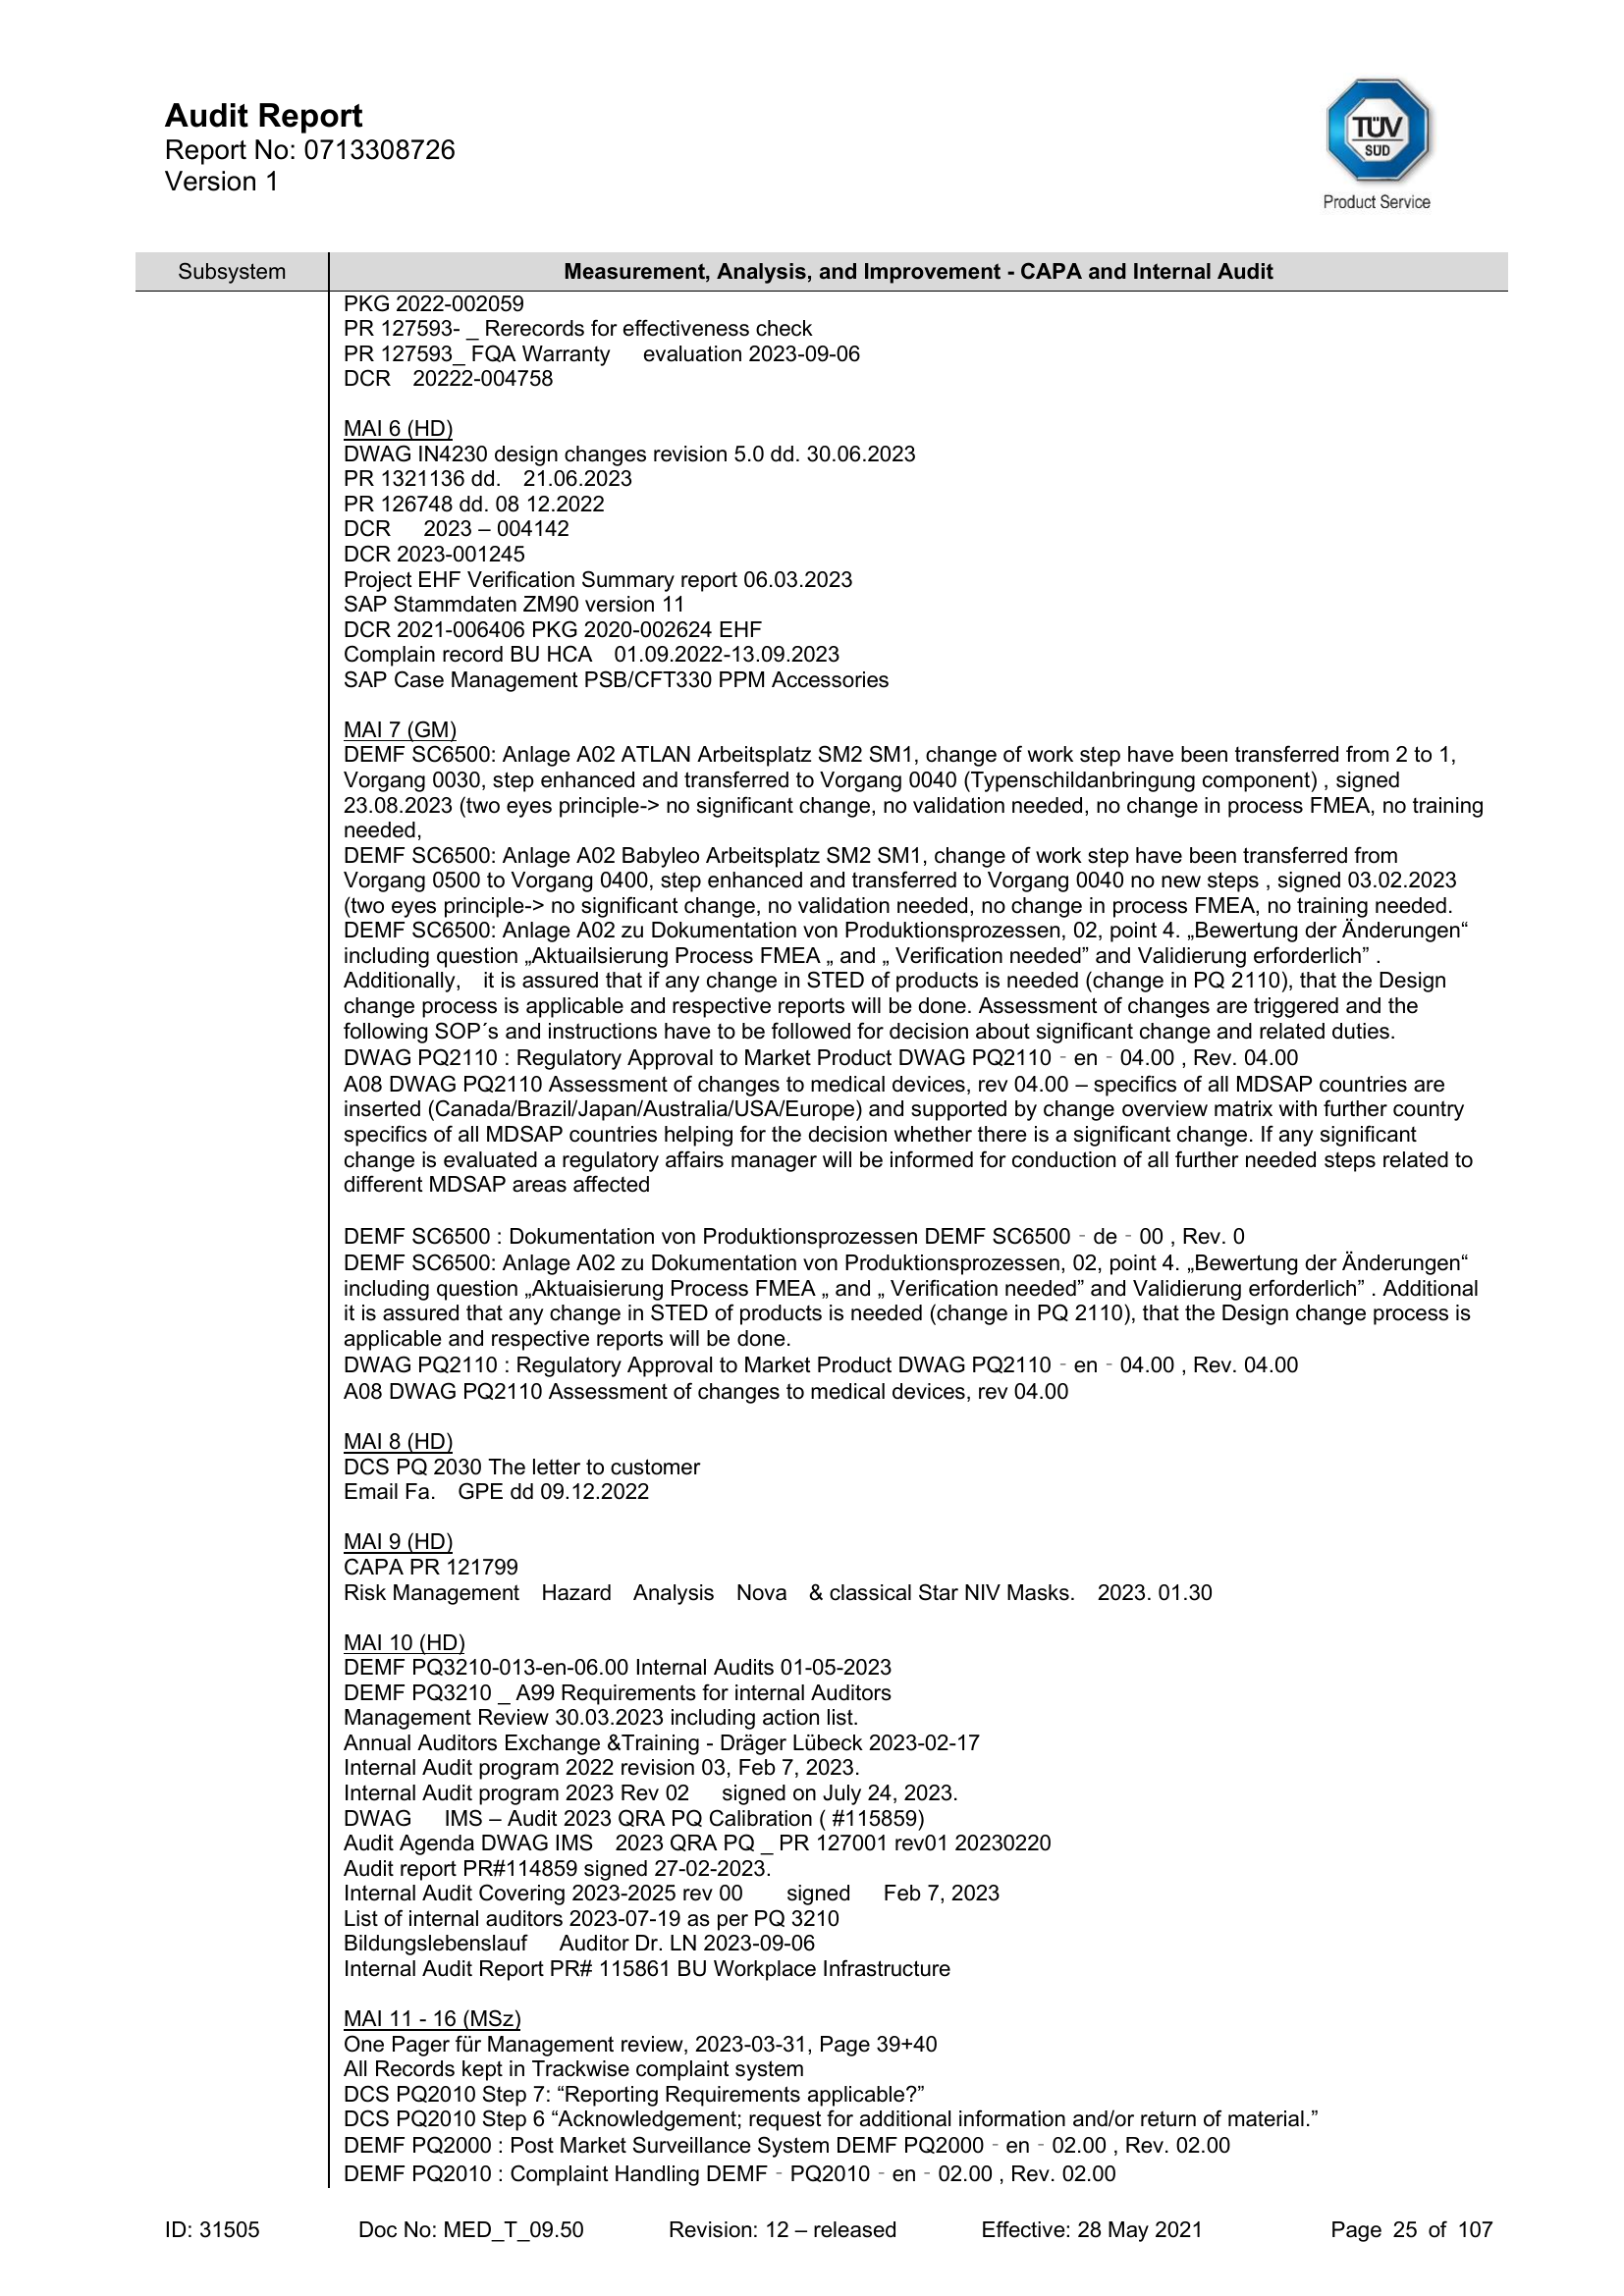 Audit Report
Report No: 0713308726
Version 1
TÜV
SÜD
Product Service
Subsystem
Measurement, Analysis, and Improvement - CAPA and Internal Audit
PKG 2022-002059
PR 127593- _ Rerecords for effectiveness check
PR 127593_ FQA Warranty evaluation 2023-09-06
DCR 20222-004758
MAI 6 (HD)
DWAG IN4230 design changes revision 5.0 dd. 30.06.2023
PR 1321136 dd. 21.06.2023
PR 126748 dd. 08 12.2022
DCR 2023 – 004142
DCR 2023-001245
Project EHF Verification Summary report 06.03.2023
SAP Stammdaten ZM90 version 11
DCR 2021-006406 PKG 2020-002624 EHF
Complain record BU HCA 01.09.2022-13.09.2023
SAP Case Management PSB/CFT330 PPM Accessories
MAI 7 (GM)
DEMF SC6500: Anlage A02 ATLAN Arbeitsplatz SM2 SM1, change of work step have been transferred from 2 to 1,
Vorgang 0030, step enhanced and transferred to Vorgang 0040 (Typenschildanbringung component) , signed
23.08.2023 (two eyes principle-> no significant change, no validation needed, no change in process FMEA, no training
needed,
DEMF SC6500: Anlage A02 Babyleo Arbeitsplatz SM2 SM1, change of work step have been transferred from
Vorgang 0500 to Vorgang 0400, step enhanced and transferred to Vorgang 0040 no new steps , signed 03.02.2023
(two eyes principle-> no significant change, no validation needed, no change in process FMEA, no training needed.
DEMF SC6500: Anlage A02 zu Dokumentation von Produktionsprozessen, 02, point 4. „Bewertung der Änderungen“
including question „Aktuailsierung Process FMEA „ and „ Verification needed” and Validierung erforderlich” .
Additionally, it is assured that if any change in STED of products is needed (change in PQ 2110), that the Design
change process is applicable and respective reports will be done. Assessment of changes are triggered and the
following SOP´s and instructions have to be followed for decision about significant change and related duties.
DWAG PQ2110 : Regulatory Approval to Market Product DWAG PQ2110 - en - 04.00 , Rev. 04.00
A08 DWAG PQ2110 Assessment of changes to medical devices, rev 04.00 – specifics of all MDSAP countries are
inserted (Canada/Brazil/Japan/Australia/USA/Europe) and supported by change overview matrix with further country
specifics of all MDSAP countries helping for the decision whether there is a significant change. If any significant
change is evaluated a regulatory affairs manager will be informed for conduction of all further needed steps related to
different MDSAP areas affected
DEMF SC6500 : Dokumentation von Produktionsprozessen DEMF SC6500 - de - 00 , Rev. 0
DEMF SC6500: Anlage A02 zu Dokumentation von Produktionsprozessen, 02, point 4. „Bewertung der Änderungen“
including question „Aktuaisierung Process FMEA „ and „ Verification needed” and Validierung erforderlich” . Additional
it is assured that any change in STED of products is needed (change in PQ 2110), that the Design change process is
applicable and respective reports will be done.
DWAG PQ2110 : Regulatory Approval to Market Product DWAG PQ2110 - en - 04.00 , Rev. 04.00
A08 DWAG PQ2110 Assessment of changes to medical devices, rev 04.00
MAI 8 (HD)
DCS PQ 2030 The letter to customer
Email Fa. GPE dd 09.12.2022
MAI 9 (HD)
CAPA PR 121799
Risk Management Hazard Analysis Nova & classical Star NIV Masks. 2023. 01.30
MAI 10 (HD)
DEMF PQ3210-013-en-06.00 Internal Audits 01-05-2023
DEMF PQ3210 _ A99 Requirements for internal Auditors
Management Review 30.03.2023 including action list.
Annual Auditors Exchange &Training - Dräger Lübeck 2023-02-17
Internal Audit program 2022 revision 03, Feb 7, 2023.
Internal Audit program 2023 Rev 02 signed on July 24, 2023.
DWAG IMS – Audit 2023 QRA PQ Calibration ( #115859)
Audit Agenda DWAG IMS 2023 QRA PQ _ PR 127001 rev01 20230220
Audit report PR#114859 signed 27-02-2023.
Internal Audit Covering 2023-2025 rev 00 signed Feb 7, 2023
List of internal auditors 2023-07-19 as per PQ 3210
Bildungslebenslauf Auditor Dr. LN 2023-09-06
Internal Audit Report PR# 115861 BU Workplace Infrastructure
MAI 11 - 16 (MSz)
One Pager für Management review, 2023-03-31, Page 39+40
All Records kept in Trackwise complaint system
DCS PQ2010 Step 7: “Reporting Requirements applicable?”
DCS PQ2010 Step 6 “Acknowledgement; request for additional information and/or return of material.”
DEMF PQ2000 : Post Market Surveillance System DEMF PQ2000 - en - 02.00 , Rev. 02.00
DEMF PQ2010 : Complaint Handling DEMF - PQ2010 - en - 02.00 , Rev. 02.00
ID: 31505 Doc No: MED_T_09.50 Revision: 12 – released Effective: 28 May 2021 Page 25 of 107